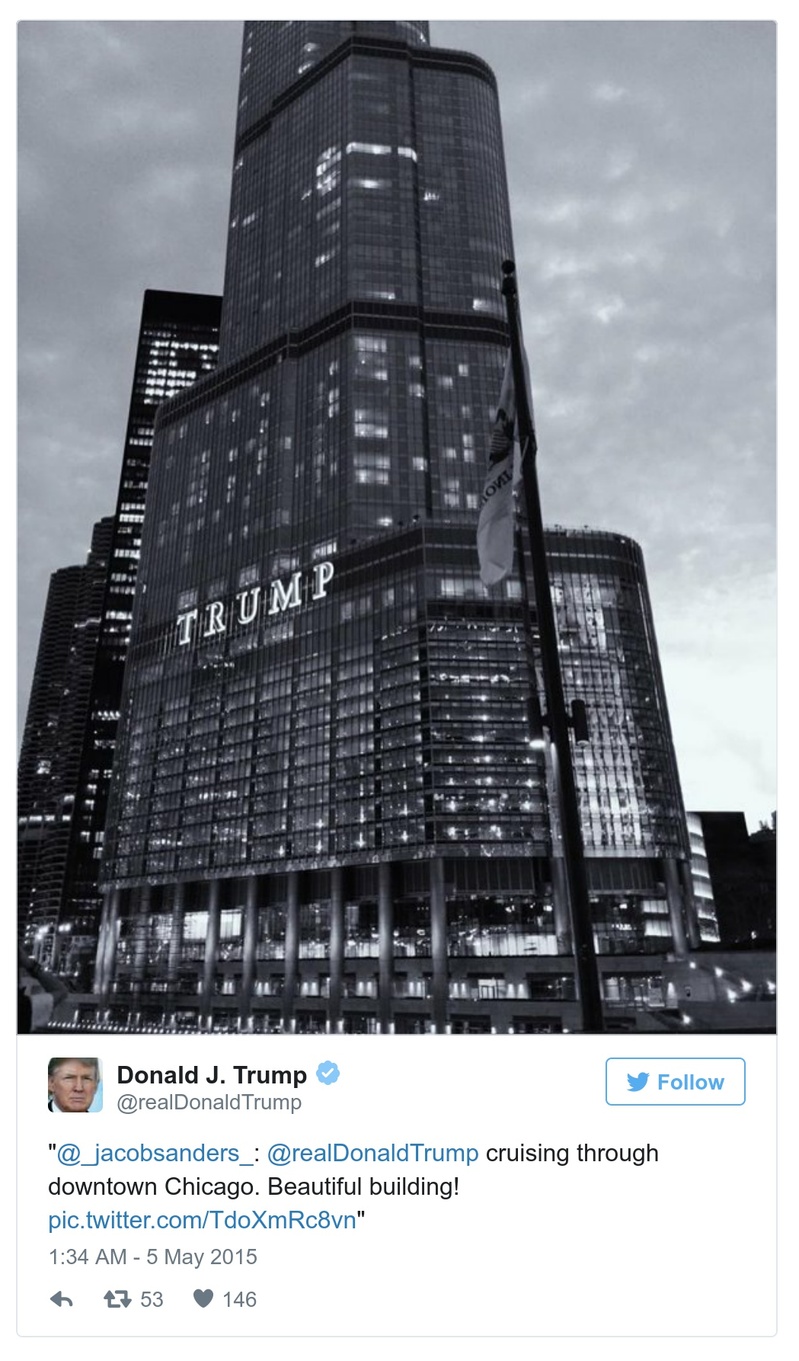 TRUMP
Donald J. Trump
@realDonaldTrump
Follow
"@_jacobsanders_: @realDonaldTrump cruising through
downtown Chicago. Beautiful building!
pic.twitter.com/TdoXmRc8vn"
1:34 AM - 5 May 2015
53 146